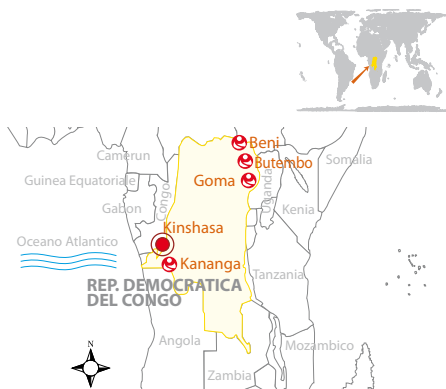 Beni
Butembo
Camerun
Somalia
Guinea Equatoriale
Goma
Uganda
Congo
Gabon
Kenia
Kinshasa
Oceano Atlantico
Kananga
Tanzania
REP. DEMOCRATICA
DEL CONGO
Angola
Mozambico
N
Zambia